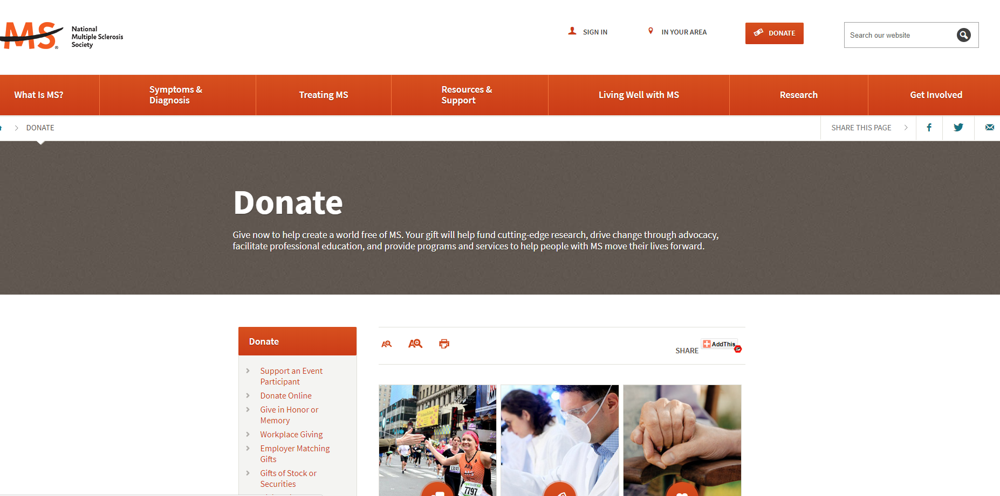 MS
National
Multiple Sclerosis
Society
SIGN IN
IN YOUR AREA
DONATE
Search our website
What Is MS?
Symptoms &
Diagnosis
Treating MS
Resources &
Support
Living Well with MS
Research
Get Involved
DONATE
SHARE THIS PAGE
Donate
Give now to help create a world free of MS. Your gift will help fund cutting-edge research, drive change through advocacy,
facilitate professional education, and provide programs and services to help people with MS move their lives forward.
Donate
SHARE
AddThis
Support an Event
Participant
Donate Online
Give in Honor or
Memory
Workplace Giving
Employer Matching
Gifts
Gifts of Stock or
Securities
Ally
MS
13143
7797